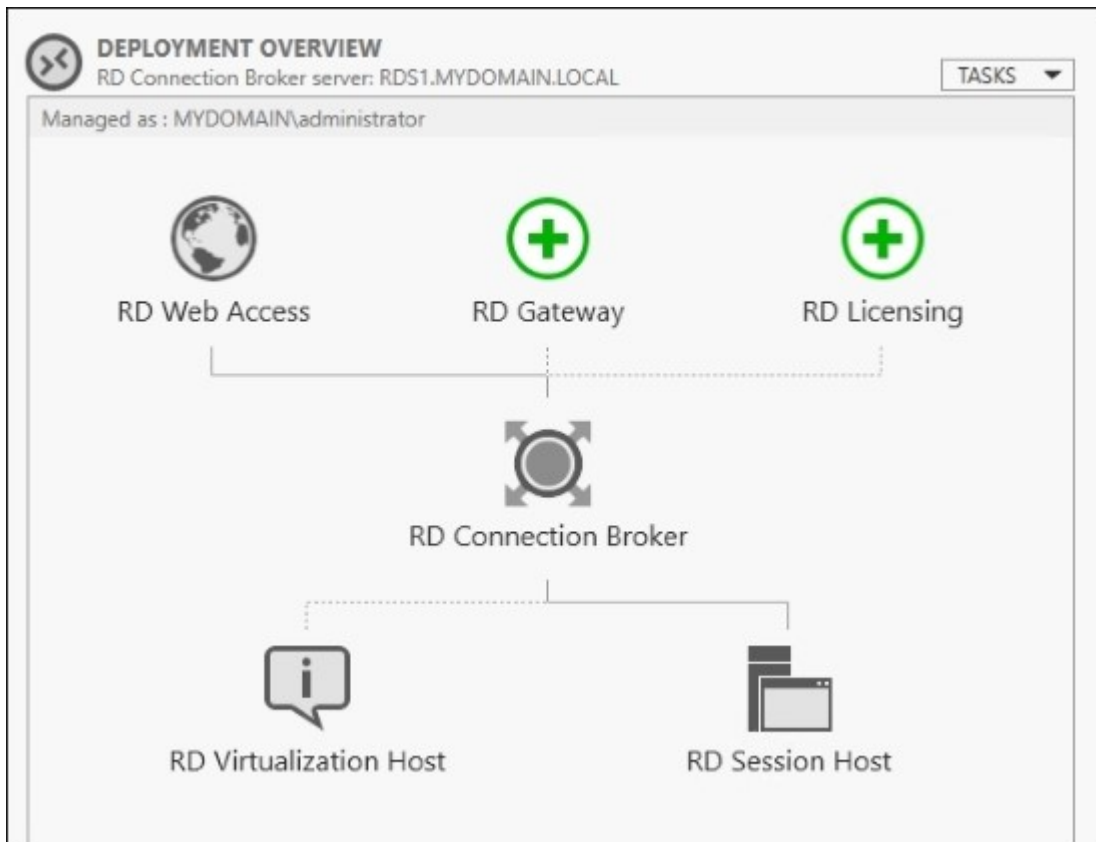 DEPLOYMENT OVERVIEW
RD Connection Broker server: RDS1.MYDOMAIN.LOCAL
TASKS
Managed as : MYDOMAIN\administrator
RD Web Access
RD Gateway
RD Licensing
RD Connection Broker
i
RD Virtualization Host
RD Session Host